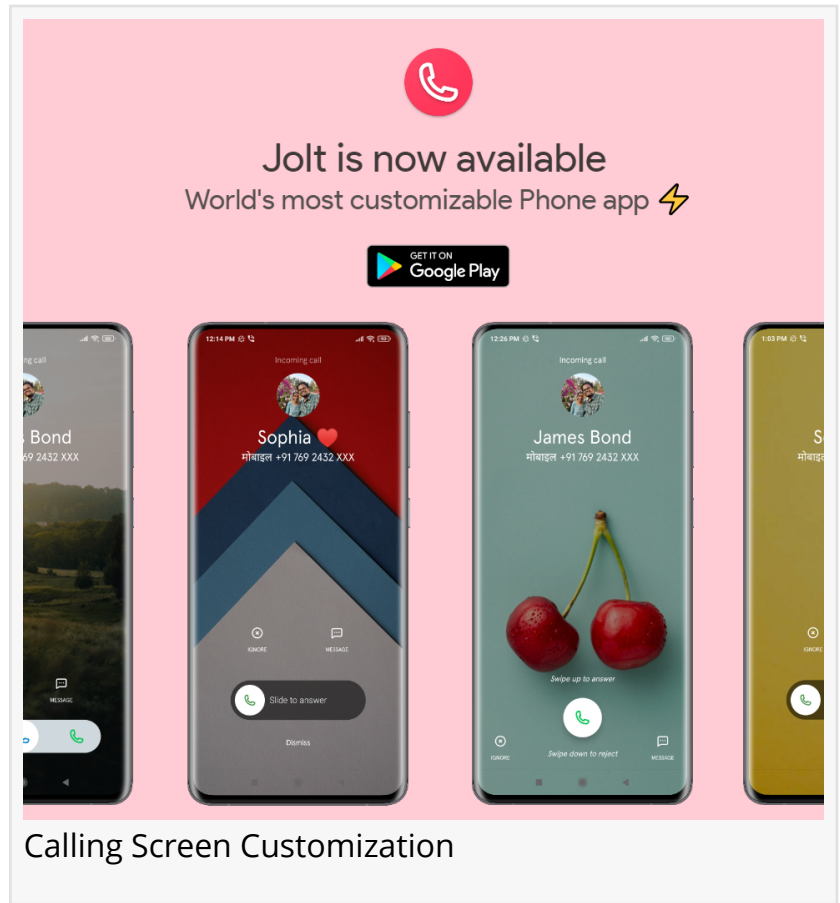 Jolt is now available
World's most customizable Phone app ⚡
GET IT ON
Google Play
ng call
s Bond
69 2432 XXX
MESSAGE
12:14 PM
Incoming call
Sophia ❤️
मोबाइल +91 769 2432 XXX
IGNORE
MESSAGE
Slide to answer
Dismiss
12:26 PM
Incoming call
James Bond
मोबाइल +91 769 2432 XXX
Swipe up to answer
IGNORE
Swipe down to reject
MESSAGE
1:03 PM
S
IGNORE
Calling Screen Customization